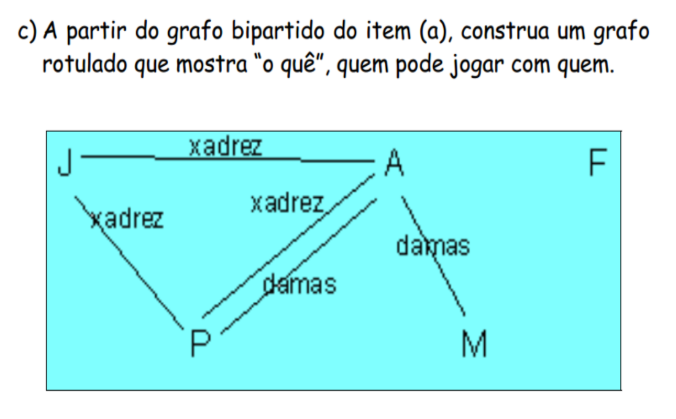 c) A partir do grafo bipartido do item (a), construa um grafo
rotulado que mostra “o quê”, quem pode jogar com quem.
xadrez
J
A
F
xadrez
xadrez
damas
damas
P
M